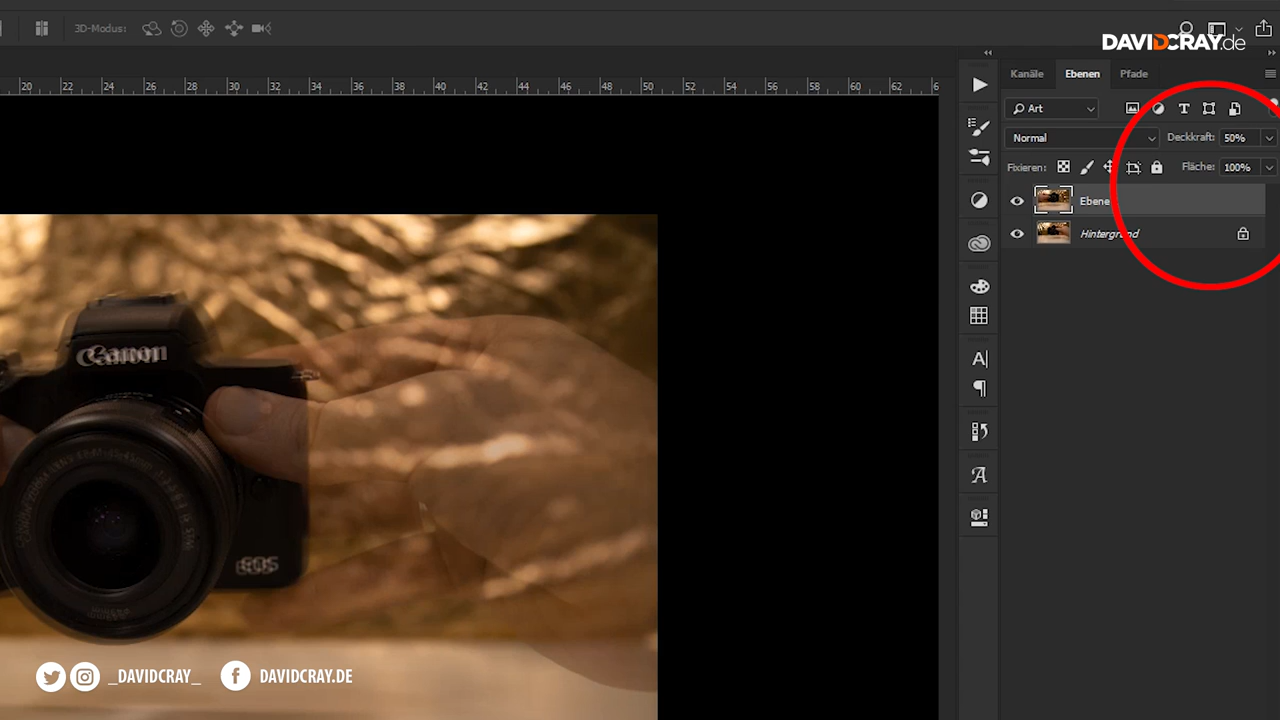 3D-Modus:
DAVIDCRAY.de
20 22 24 26 28 30 32 34 36 38 40 42 44 46 48 50 52 54 56 58 60 62 6
Kanäle Ebenen Pfade
Art
Normal Deckkraft: 50%
Fixieren: Fläche: 100%
Ebene
Hintergrund
Canon
EOS
_DAVIDCRAY_ DAVIDCRAY.DE